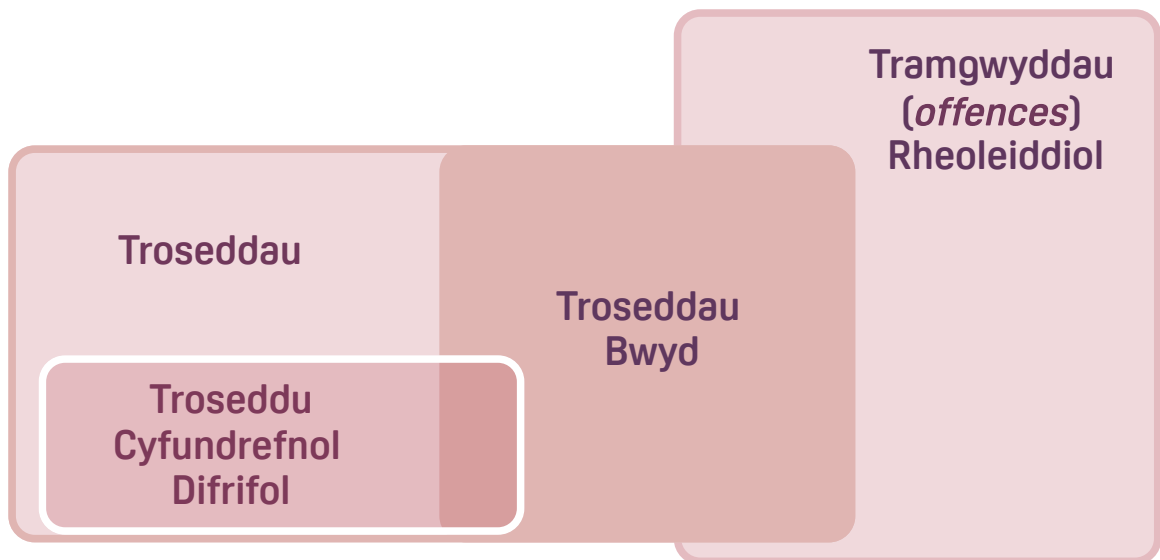 Tramgwyddau
(offences)
Rheoleiddiol
Troseddau
Troseddau
Bwyd
Troseddu
Cyfundrefnol
Difrifol